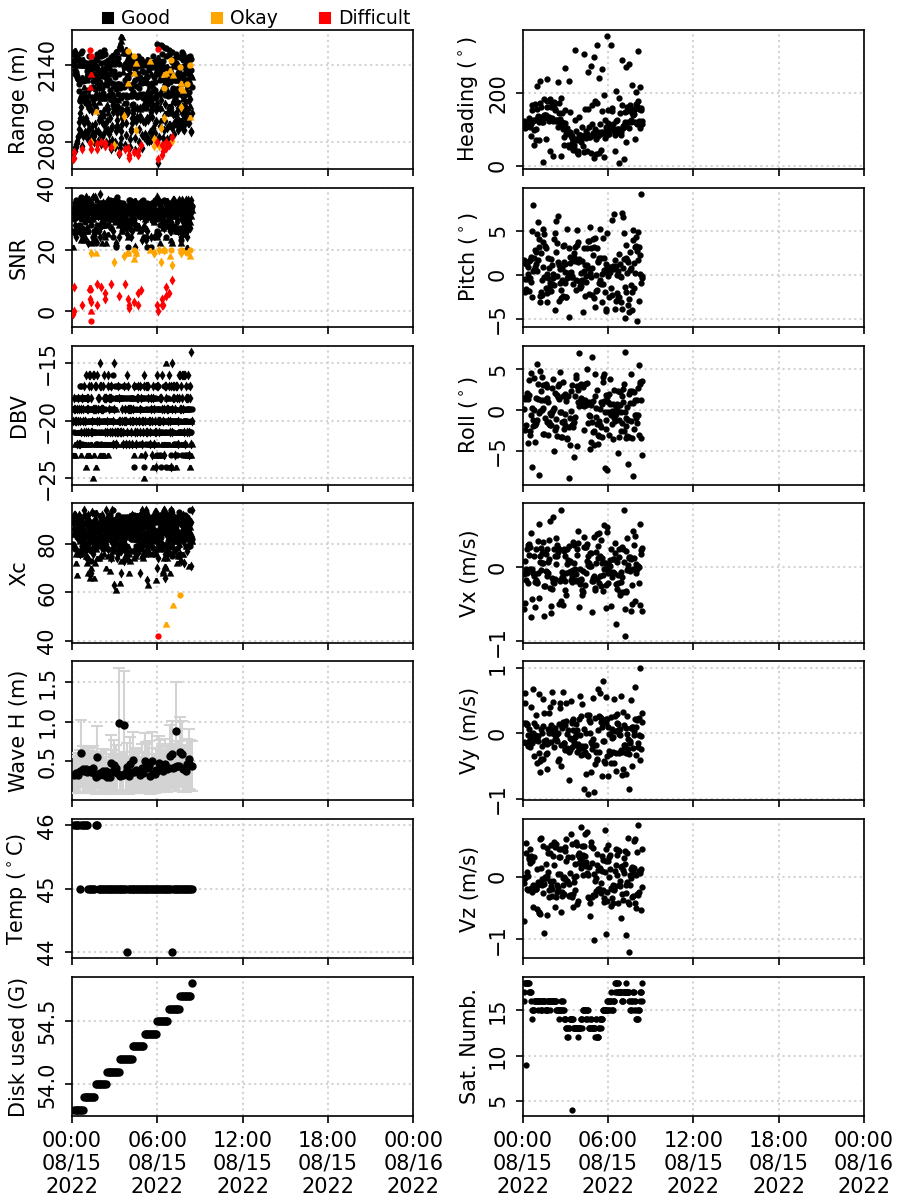 Good Okay Difficult
Range (m)
2140
2080
Heading (°)
200
0
SNR
40
20
0
Pitch (°)
5
0
−5
DBV
−15
−20
−25
Roll (°)
5
0
−5
Xc
80
60
40
Vx (m/s)
0
−1
Wave H (m)
1.5
1.0
0.5
Vy (m/s)
1
0
−1
Temp (°C)
46
45
44
Vz (m/s)
0
−1
Disk used (G)
54.5
54.0
Sat. Numb.
15
10
5
00:00 06:00 12:00 18:00 00:00
08/15 08/15 08/15 08/15 08/16
2022 2022 2022 2022 2022
00:00 06:00 12:00 18:00 00:00
08/15 08/15 08/15 08/15 08/16
2022 2022 2022 2022 2022